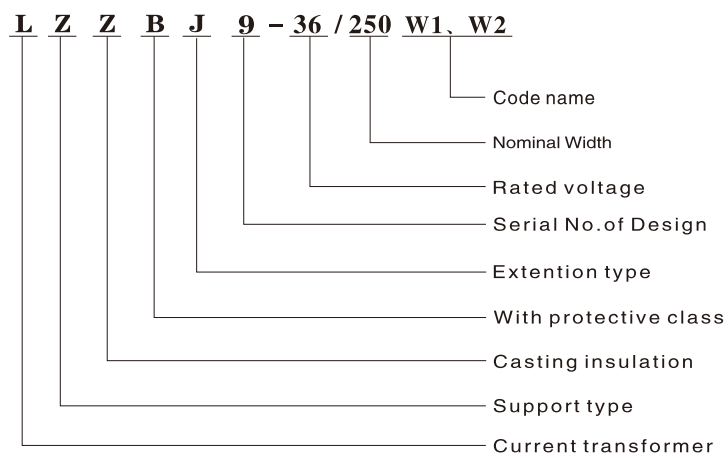 L Z Z B J 9 - 36 / 250 W1、W2
Code name
Nominal Width
Rated voltage
Serial No.of Design
Extention type
With protective class
Casting insulation
Support type
Current transformer